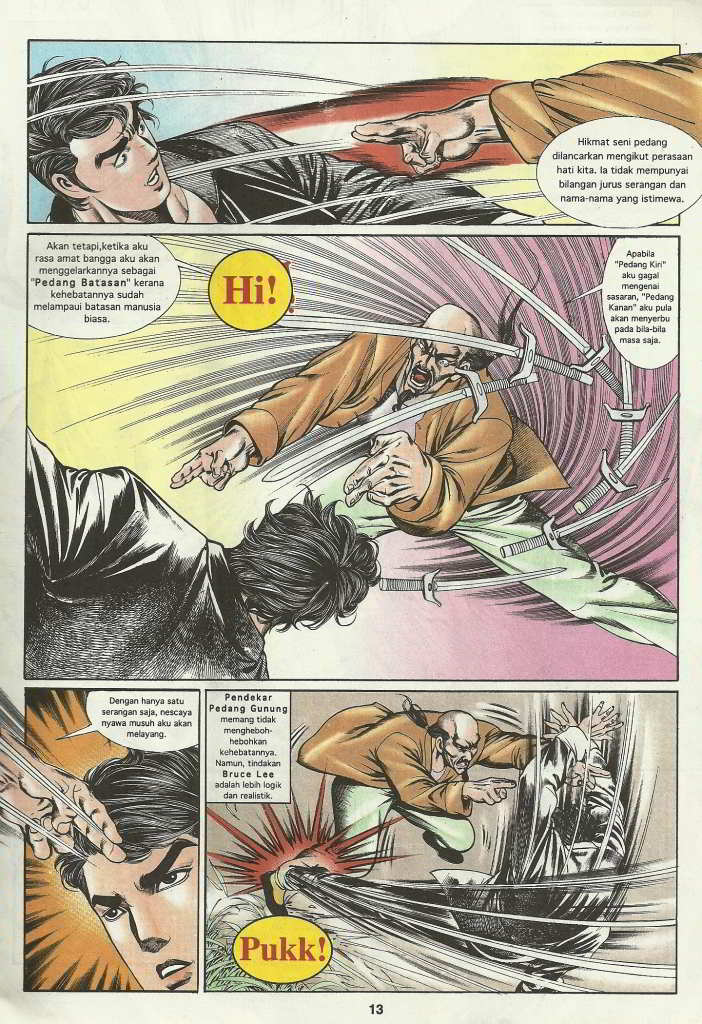 Hikmat seni pedang
dilancarkan mengikut perasaan
hati kita. Ia tidak mempunyai
bilangan jurus serangan dan
nama-nama yang istimewa.
Akan tetapi,ketika aku
rasa amat bangga aku akan
menggelarkannya sebagai
"Pedang Batasan" kerana
kehebatannya sudah
melampaui batasan manusia
biasa.
Hi!
Apabila
"Pedang Kiri"
aku gagal
mengenai
sasaran, "Pedang
Kanan" aku pula
akan menyerbu
pada bila-bila
masa saja.
Dengan hanya satu
serangan saja, nescaya
nyawa musuh aku akan
melayang.
Pendekar
Pedang Gunung
memang tidak
mengheboh-
hebohkan
kehebatannya.
Namun, tindakan
Bruce Lee
adalah lebih logik
dan realistik.
Pukk!
13